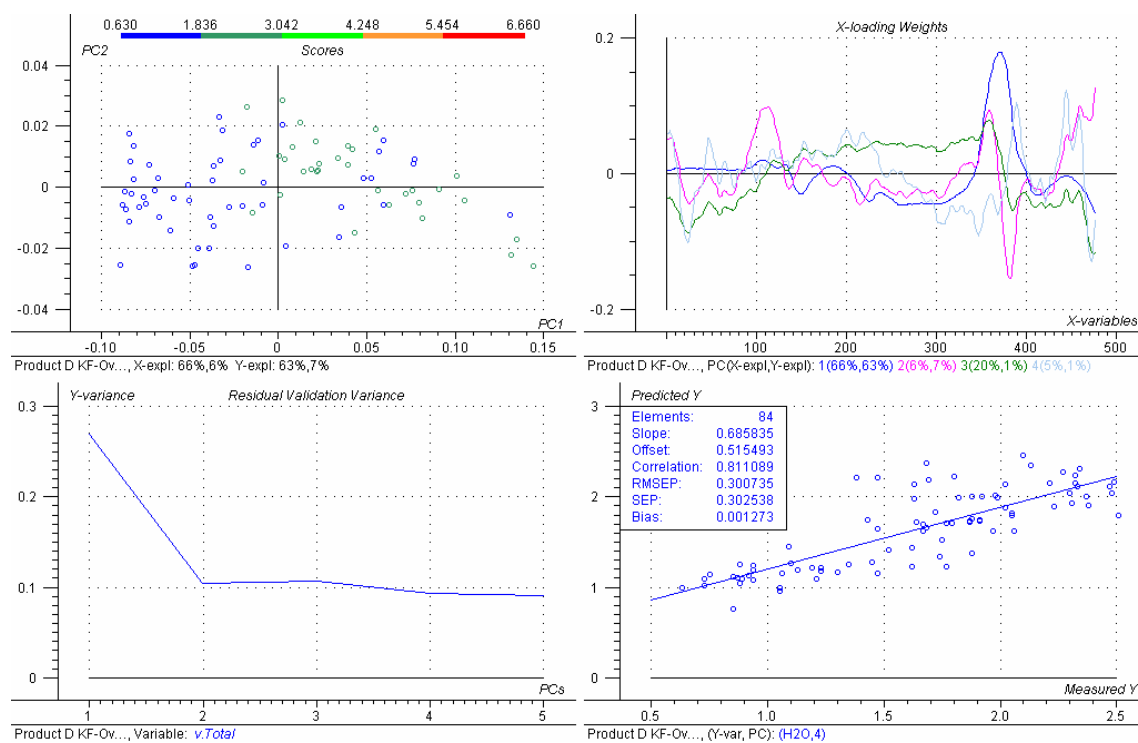 0.630 1.836 3.042 4.248 5.454 6.660
PC2 Scores
0.04
0.02
0
-0.02
-0.04
PC1
-0.10 -0.05 0 0.05 0.10 0.15
Product D KF-Ov..., X-expl: 66%,6% Y-expl: 63%,7%
X-loading Weights
0.2
0
-0.2
X-variables
0 100 200 300 400 500
Product D KF-Ov..., PC(X-expl,Y-expl): 1(66%,63%) 2(6%,7%) 3(20%,1%) 4(5%,1%)
Y-variance Residual Validation Variance
0.3
0.2
0.1
0
PCs
1 2 3 4 5
Product D KF-Ov..., Variable: v.Total
Predicted Y
3
Elements: 84
Slope: 0.685835
Offset: 0.515493
Correlation: 0.811089
RMSEP: 0.300735
SEP: 0.302538
Bias: 0.001273
2
1
0
Measured Y
0.5 1.0 1.5 2.0 2.5
Product D KF-Ov..., (Y-var, PC): (H2O,4)